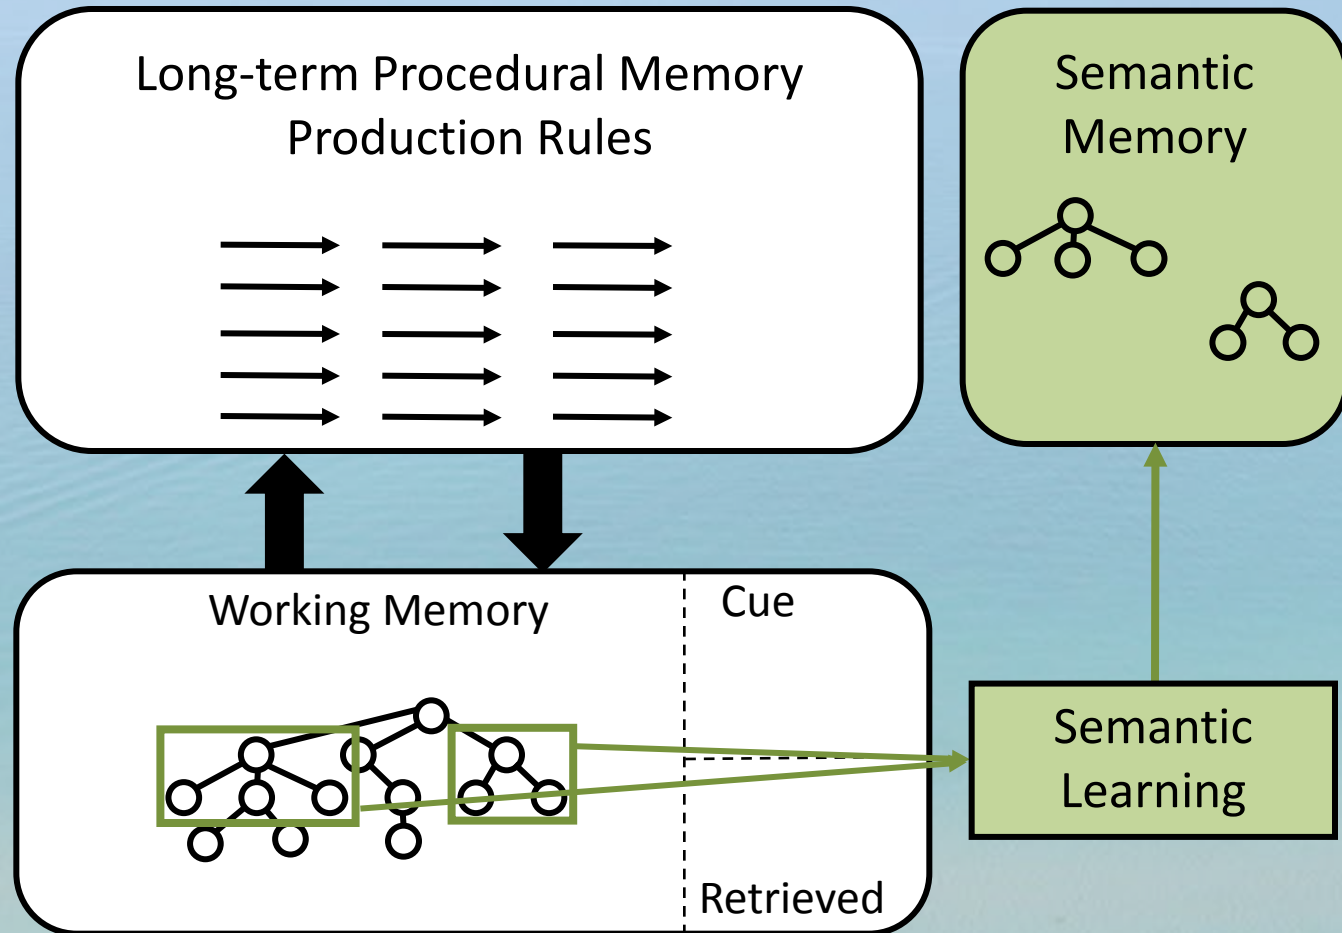 Long-term Procedural Memory
Production Rules
Semantic
Memory
Working Memory
Cue
Retrieved
Semantic
Learning